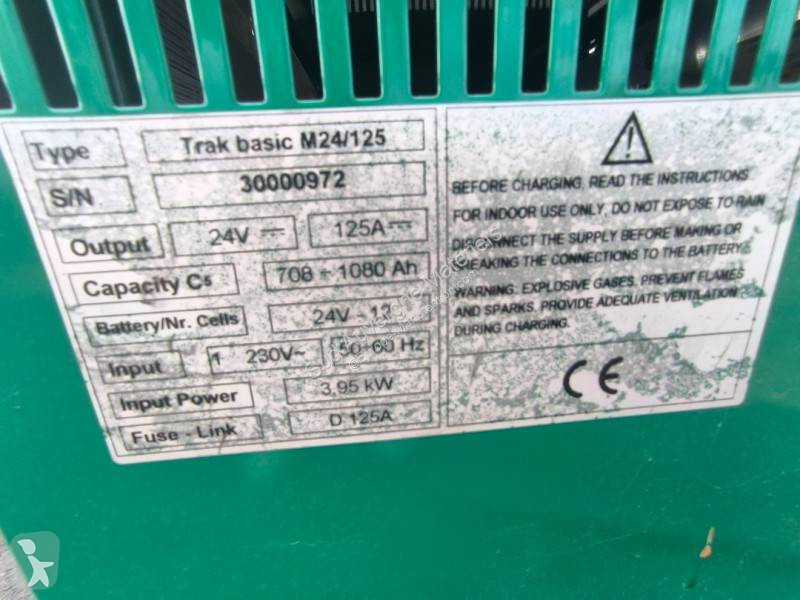 Type Trak basic M24/125
S/N 30000972
Output 24V ⎓ 125A ⎓
Capacity C5 708 ÷ 1080 Ah
Battery/Nr. Cells 24V - 12
Input 1 230V~ 50-60 Hz
Input Power 3,95 kW
Fuse - Link D 125A
BEFORE CHARGING, READ THE INSTRUCTIONS
FOR INDOOR USE ONLY, DO NOT EXPOSE TO RAIN
DISCONNECT THE SUPPLY BEFORE MAKING OR
BREAKING THE CONNECTIONS TO THE BATTERY
WARNING: EXPLOSIVE GASES. PREVENT FLAMES
AND SPARKS. PROVIDE ADEQUATE VENTILATION
DURING CHARGING.
CE